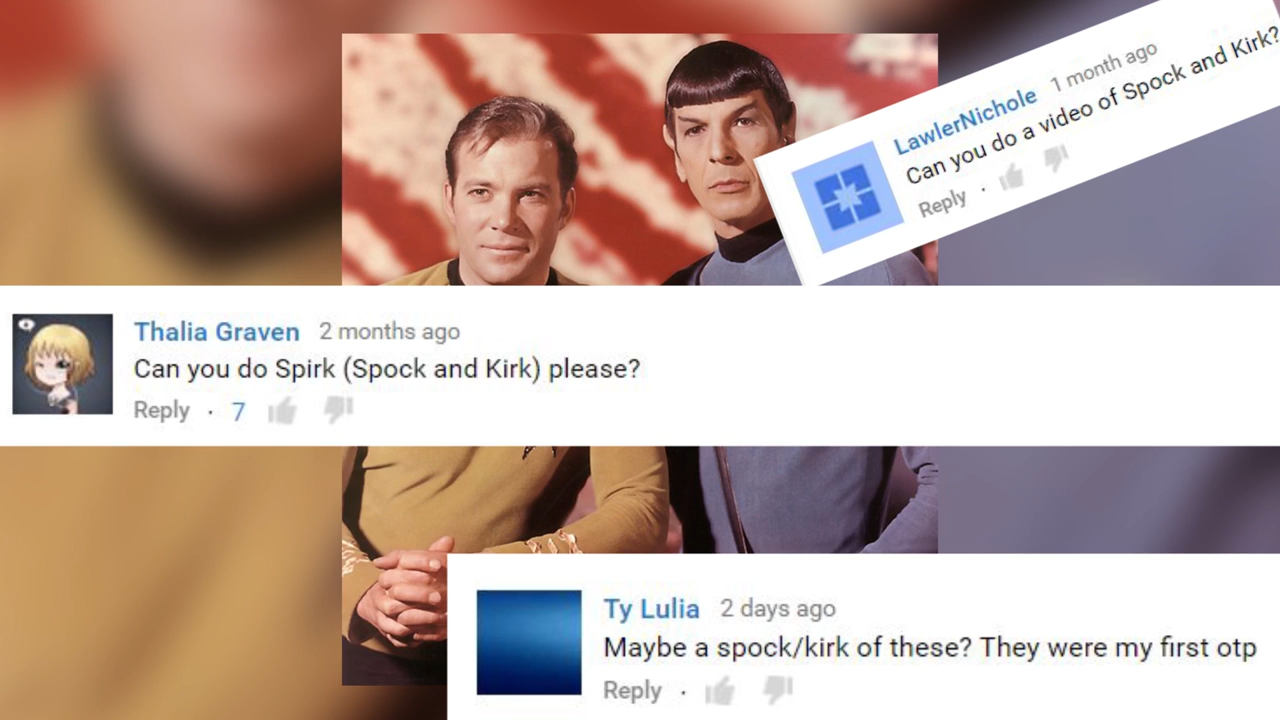 LawlerNichole 1 month ago
Can you do a video of Spock and Kirk?
Reply ·
Thalia Graven 2 months ago
Can you do Spirk (Spock and Kirk) please?
Reply · 7
Ty Lulia 2 days ago
Maybe a spock/kirk of these? They were my first otp
Reply ·